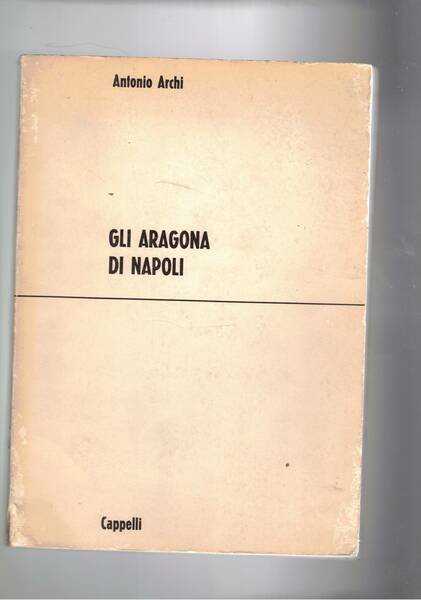 Antonio Archi
GLI ARAGONA
DI NAPOLI
Cappelli